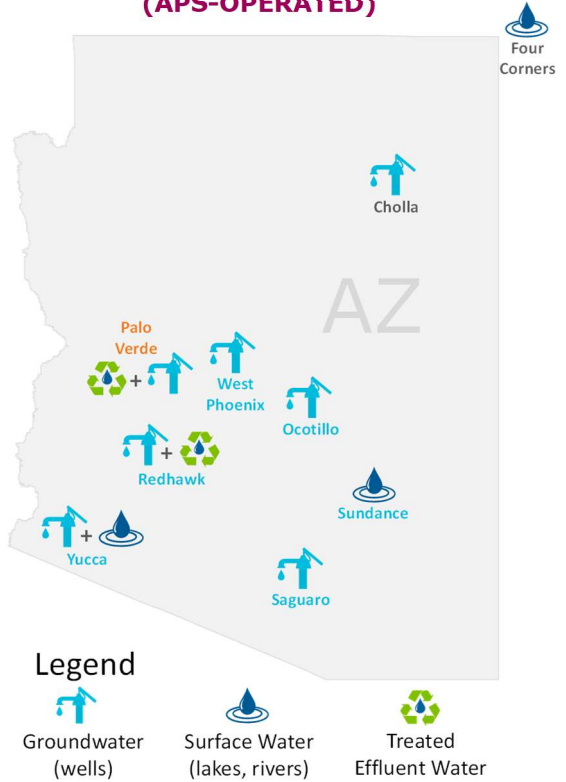 (APS-OPERATED)
Four
Corners
Cholla
AZ
Palo
Verde
+
West
Phoenix
Ocotillo
+
Redhawk
Sundance
+
Yucca
Saguaro
Legend
Groundwater
(wells)
Surface Water
(lakes, rivers)
Treated
Effluent Water